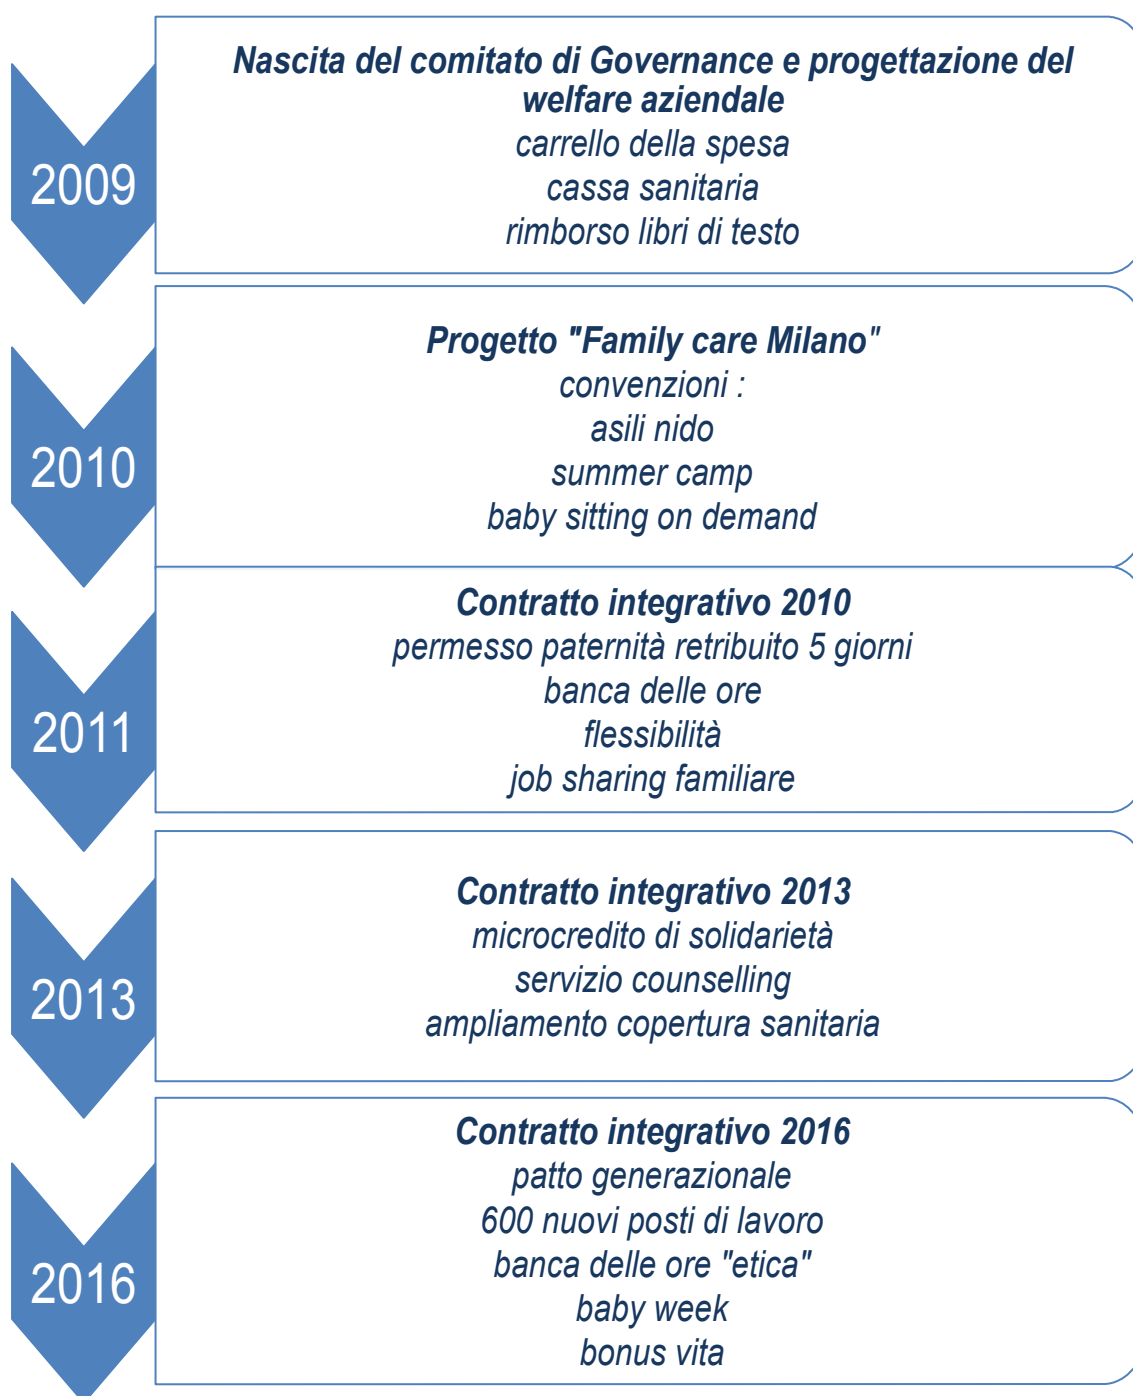 2009
Nascita del comitato di Governance e progettazione del
welfare aziendale
carrello della spesa
cassa sanitaria
rimborso libri di testo
2010
Progetto "Family care Milano"
convenzioni :
asili nido
summer camp
baby sitting on demand
2011
Contratto integrativo 2010
permesso paternità retribuito 5 giorni
banca delle ore
flessibilità
job sharing familiare
2013
Contratto integrativo 2013
microcredito di solidarietà
servizio counselling
ampliamento copertura sanitaria
2016
Contratto integrativo 2016
patto generazionale
600 nuovi posti di lavoro
banca delle ore "etica"
baby week
bonus vita